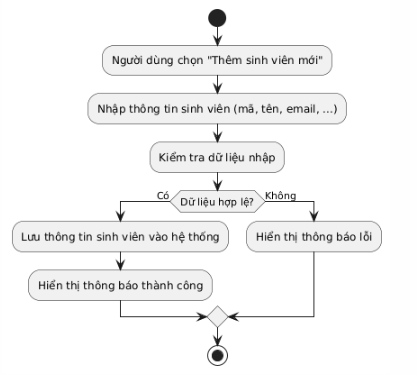 Người dùng chọn "Thêm sinh viên mới"
Nhập thông tin sinh viên (mã, tên, email, ...)
Kiểm tra dữ liệu nhập
Có
Dữ liệu hợp lệ?
Không
Lưu thông tin sinh viên vào hệ thống
Hiển thị thông báo lỗi
Hiển thị thông báo thành công